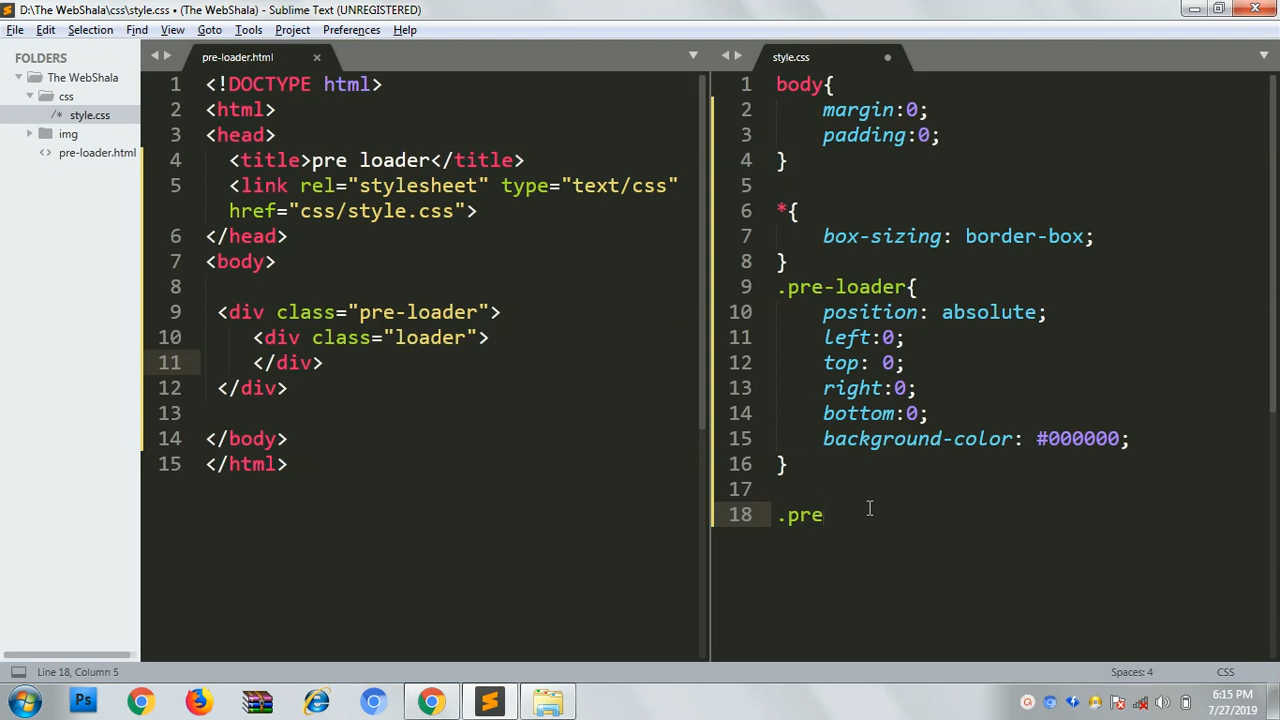 D:\The WebShala\css\style.css • (The WebShala) - Sublime Text (UNREGISTERED)
File Edit Selection Find View Goto Tools Project Preferences Help
FOLDERS
The WebShala
css
/* style.css
img
<> pre-loader.html
pre-loader.html ×
1 <!DOCTYPE html>
2 <html>
3 <head>
4 <title>pre loader</title>
5 <link rel="stylesheet" type="text/css"
href="css/style.css">
6 </head>
7 <body>
8
9 <div class="pre-loader">
10 <div class="loader">
11 </div>
12 </div>
13
14 </body>
15 </html>
style.css
1 body{
2 margin:0;
3 padding:0;
4 }
5
6 *{
7 box-sizing: border-box;
8 }
9 .pre-loader{
10 position: absolute;
11 left:0;
12 top: 0;
13 right:0;
14 bottom:0;
15 background-color: #000000;
16 }
17
18 .pre
Line 18, Column 5
Spaces: 4
CSS
Ps
6:15 PM
7/27/2019